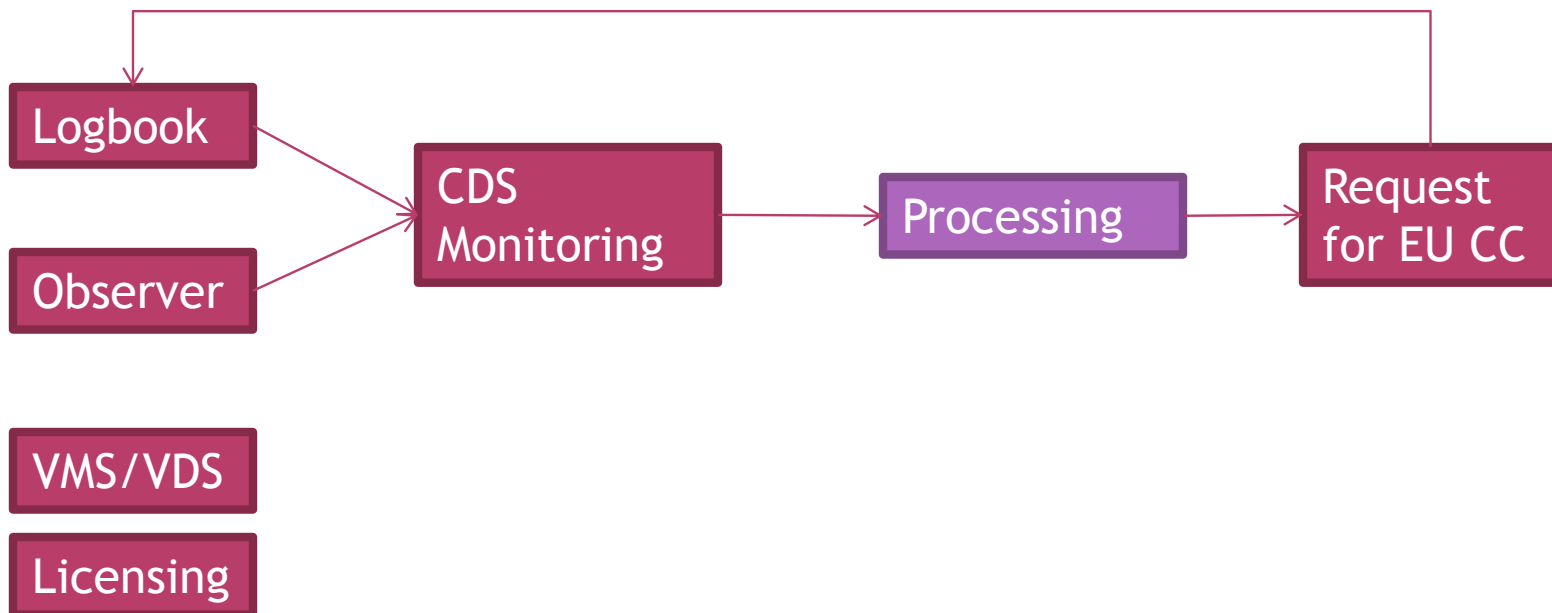 Logbook
Observer
CDS
Monitoring
Processing
Request
for EU CC
VMS/VDS
Licensing